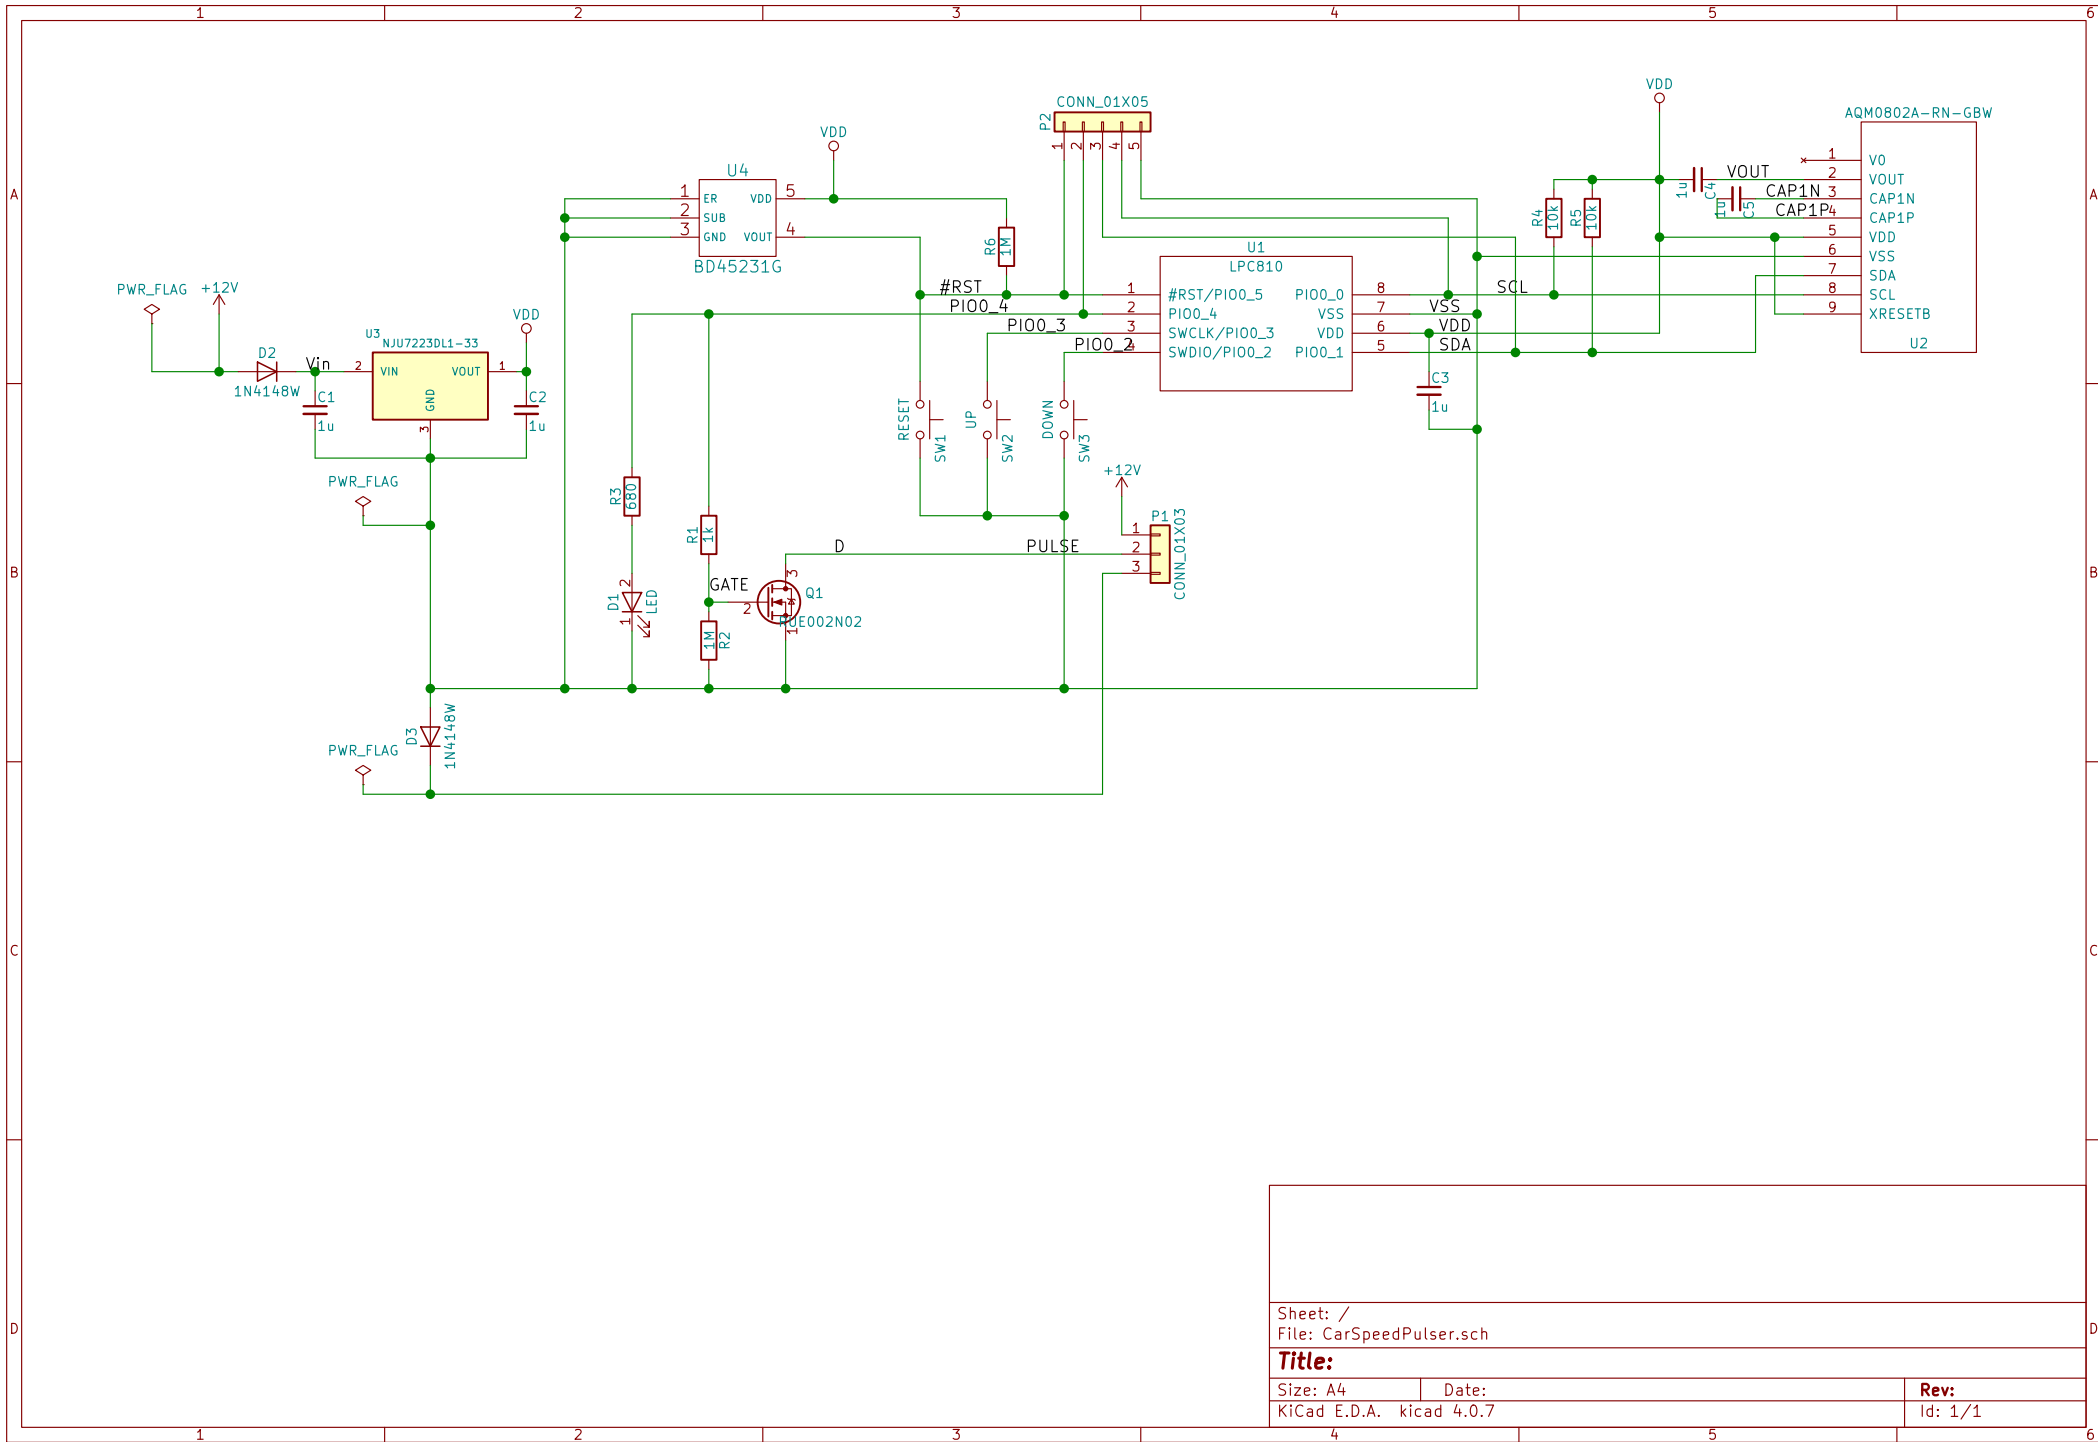 1 2 3 4 5 6
A
B
C
D
A
B
C
D
PWR_FLAG
+12V
D2
1N4148W
Vin
C1
1u
U3
NJU7223DL1-33
2 VIN
VOUT 1
GND
3
VDD
C2
1u
PWR_FLAG
D3
1N4148W
PWR_FLAG
U4
1 ER
2 SUB
3 GND
VDD 5
VOUT 4
BD45231G
VDD
R6
1M
#RST
PIO0_4
PIO0_3
PIO0_2
CONN_01X05
P2
1 2 3 4 5
U1
LPC810
1 #RST/PIO0_5
2 PIO0_4
3 SWCLK/PIO0_3
4 SWDIO/PIO0_2
PIO0_0 8
VSS 7
VDD 6
PIO0_1 5
SCL
VSS
VDD
SDA
C3
1u
RESET
SW1
UP
SW2
DOWN
SW3
R3
680
D1
LED
2
1
R1
1k
GATE
R2
1M
2
3
1
Q1
RUE002N02
D
PULSE
+12V
P1
CONN_01X03
1
2
3
VDD
R4
10k
R5
10k
1u
C4
VOUT
1u
C5
CAP1N
CAP1P
AQM0802A-RN-GBW
1 V0
2 VOUT
3 CAP1N
4 CAP1P
5 VDD
6 VSS
7 SDA
8 SCL
9 XRESETB
U2
Sheet: /
File: CarSpeedPulser.sch
Title:
Size: A4
Date:
Rev:
KiCad E.D.A. kicad 4.0.7
Id: 1/1
1 2 3 4 5 6